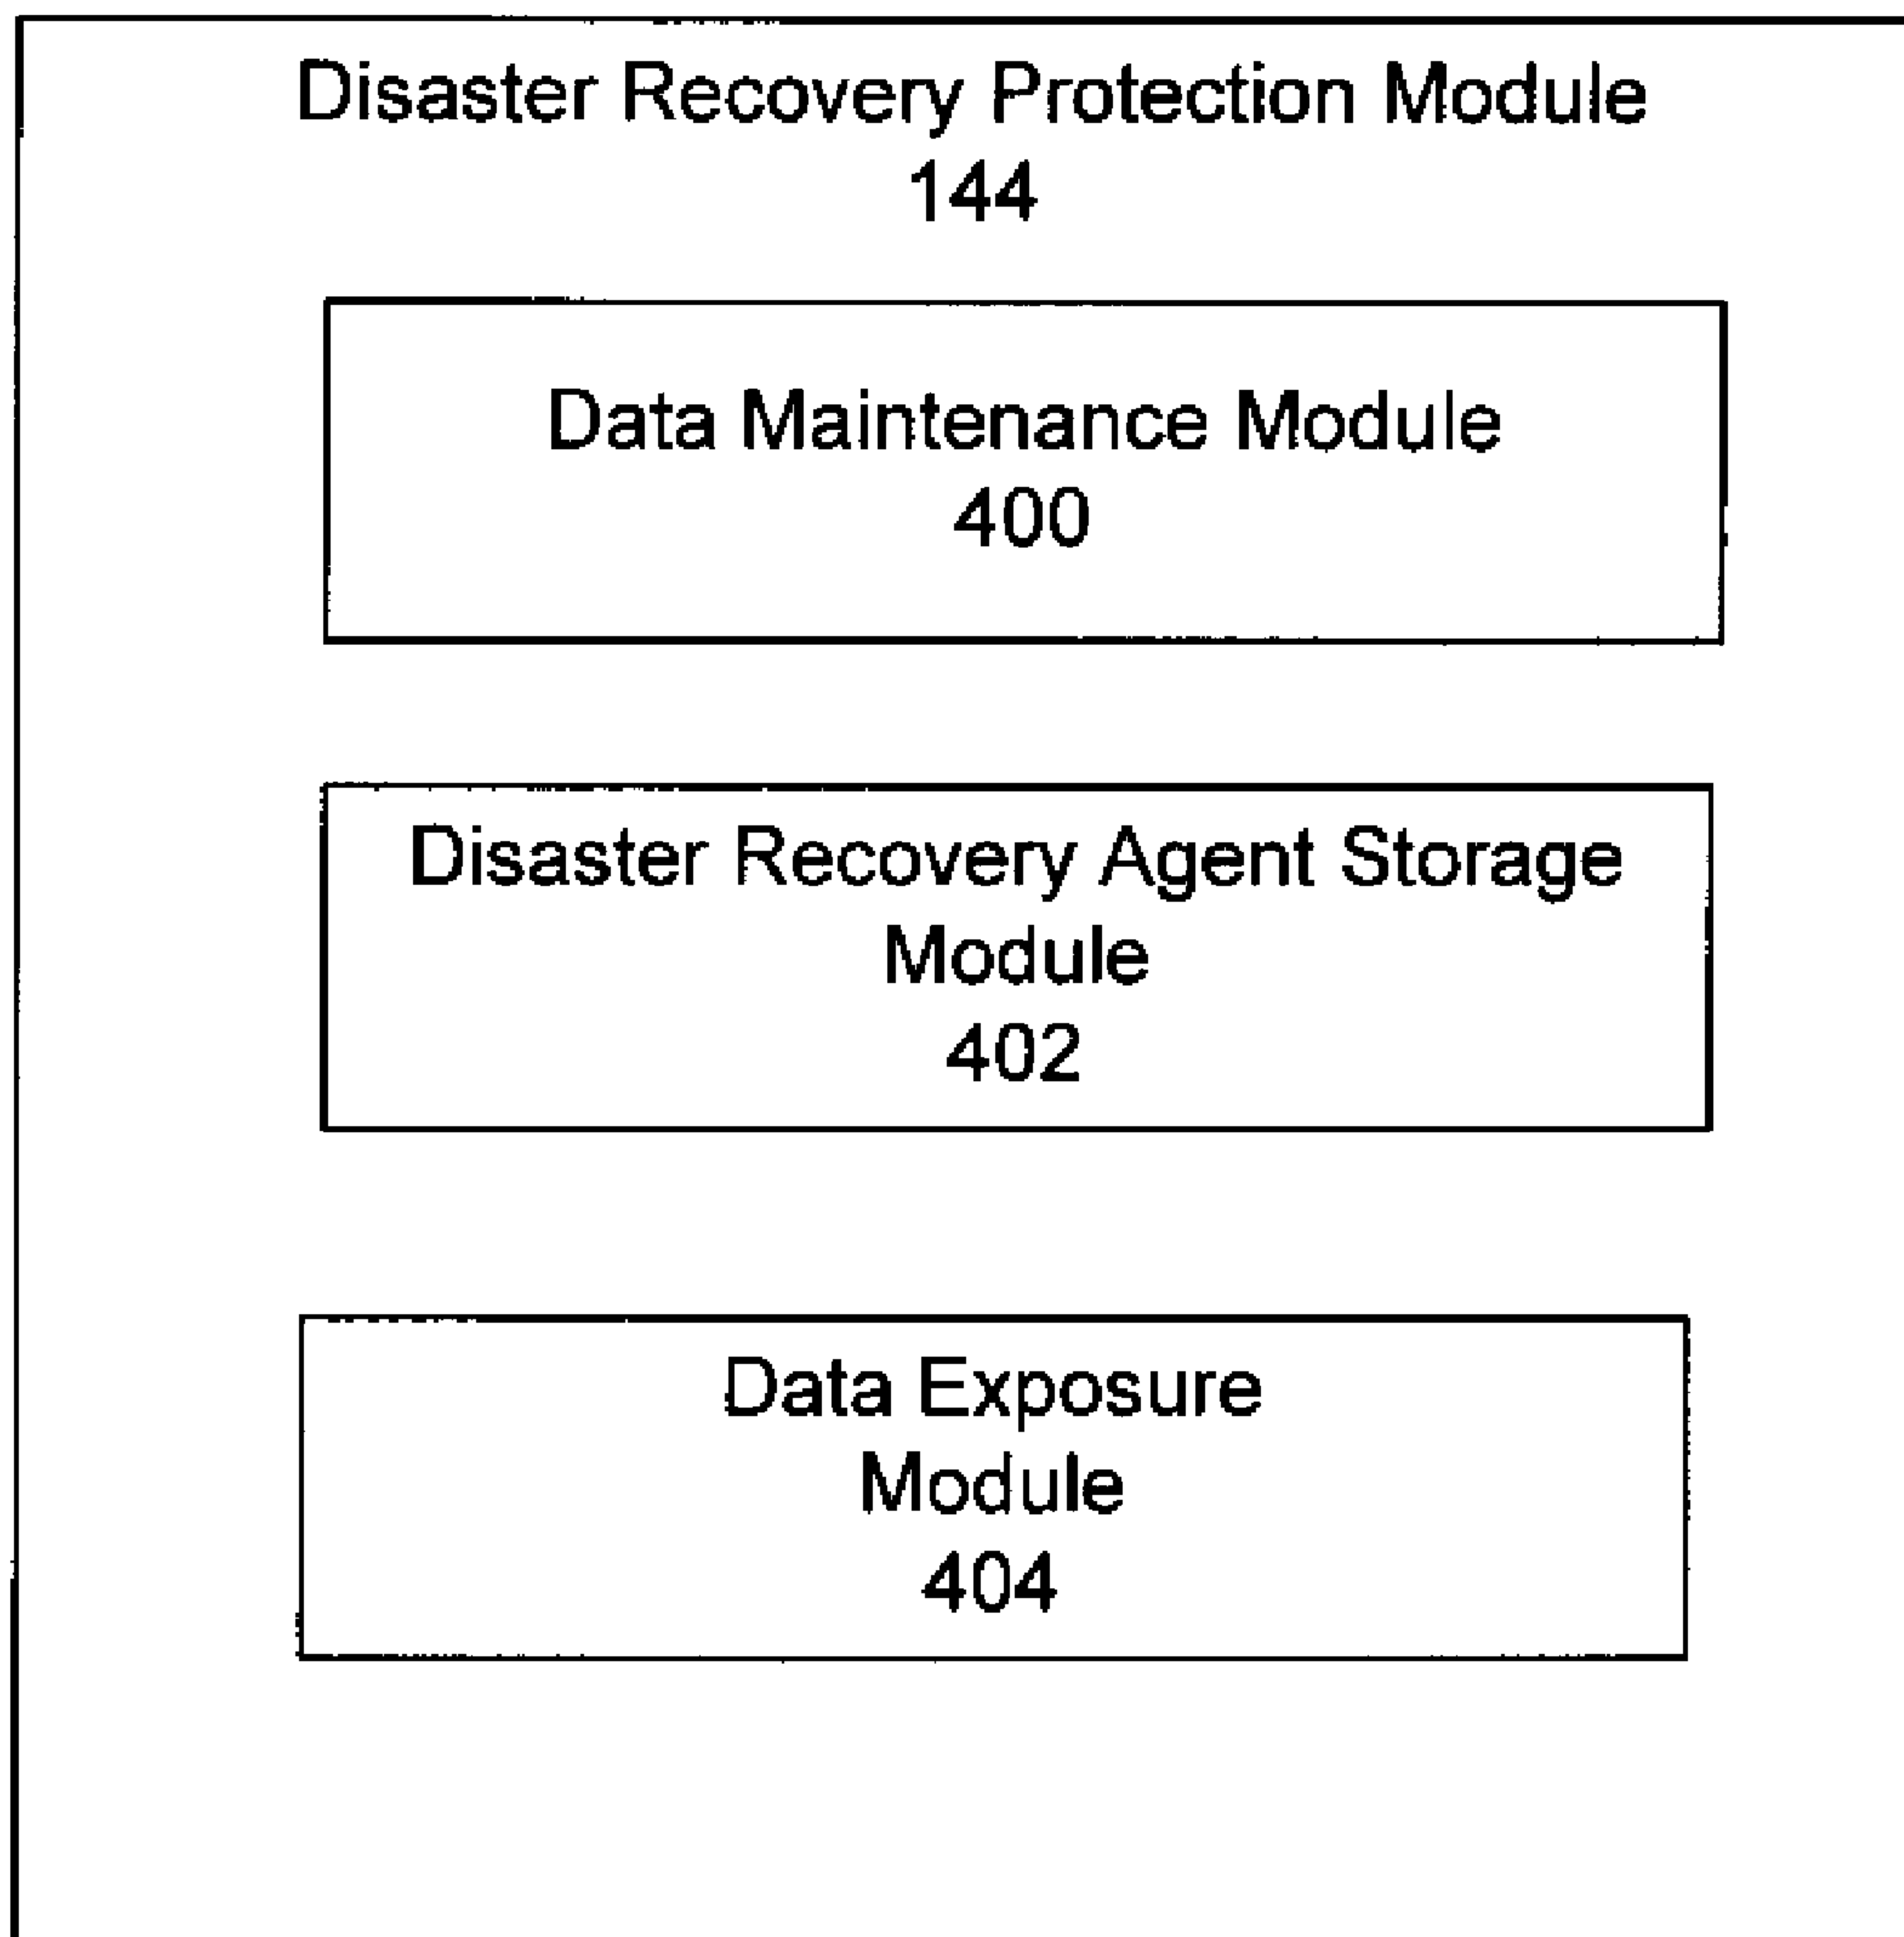 Disaster Recovery Protection Module
144
Data Maintenance Module
400
Disaster Recovery Agent Storage
Module
402
Data Exposure
Module
404